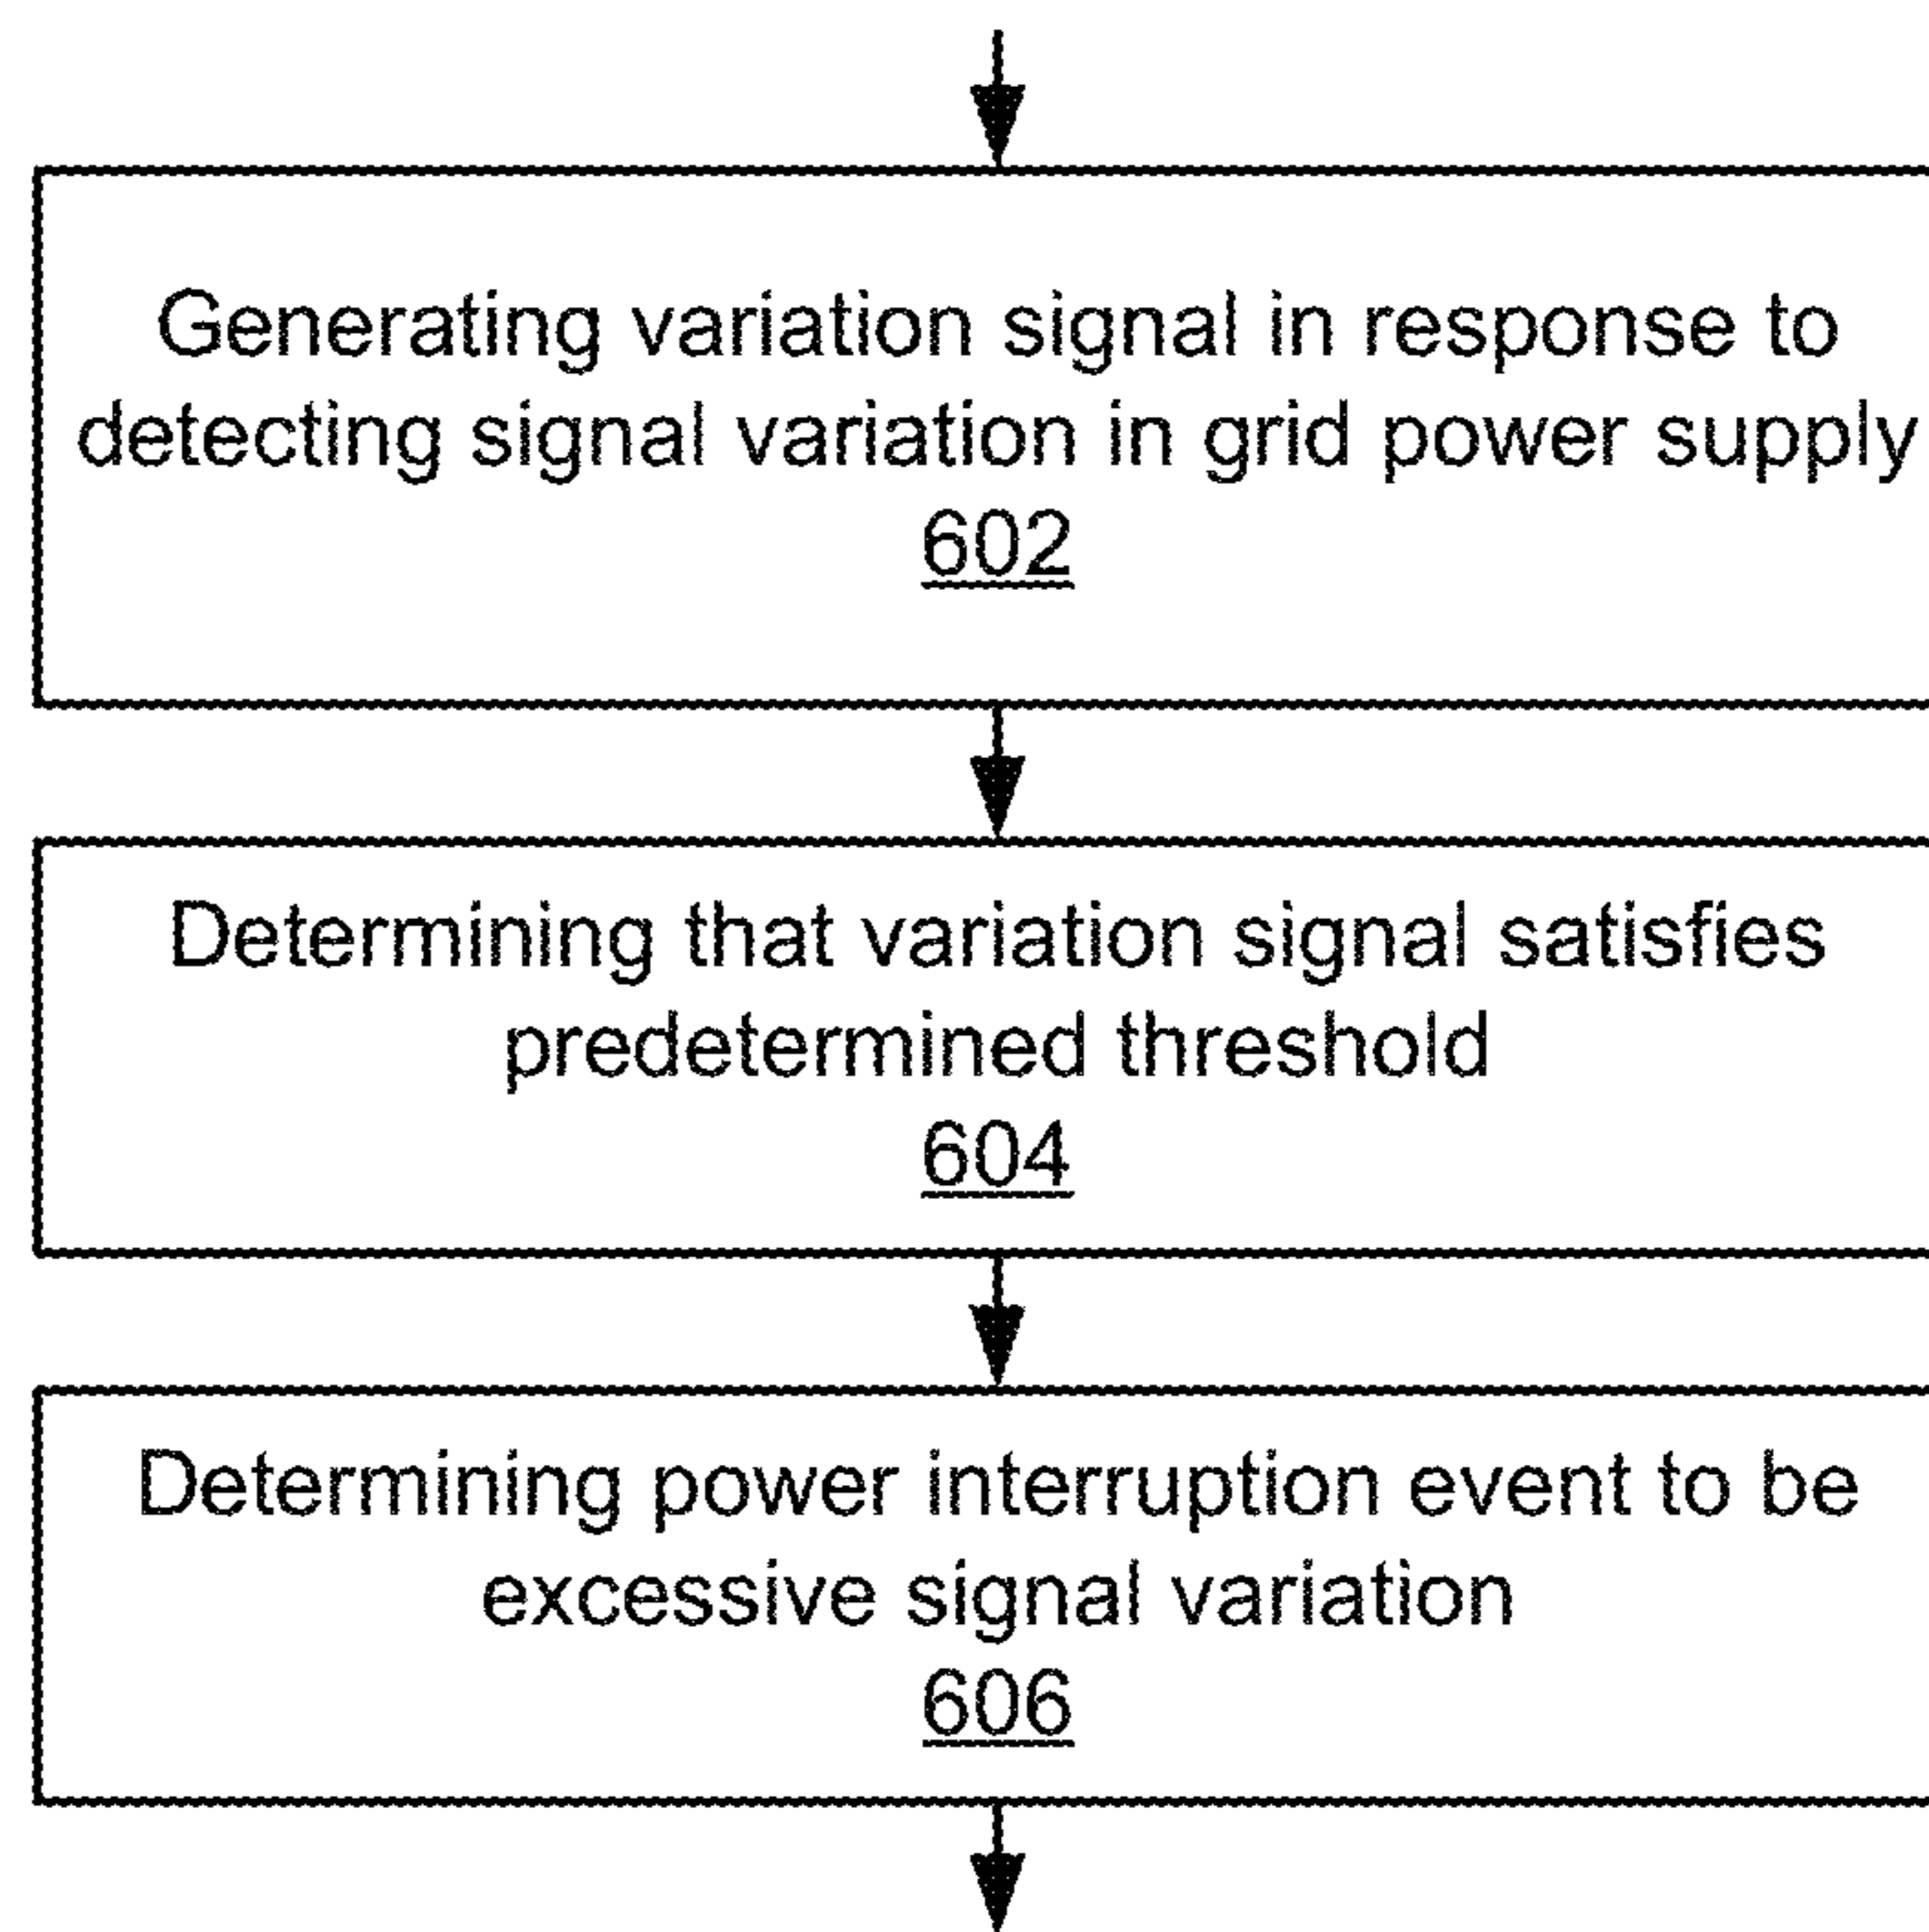 Generating variation signal in response to
detecting signal variation in grid power supply
602
Determining that variation signal satisfies
predetermined threshold
604
Determining power interruption event to be
excessive signal variation
606